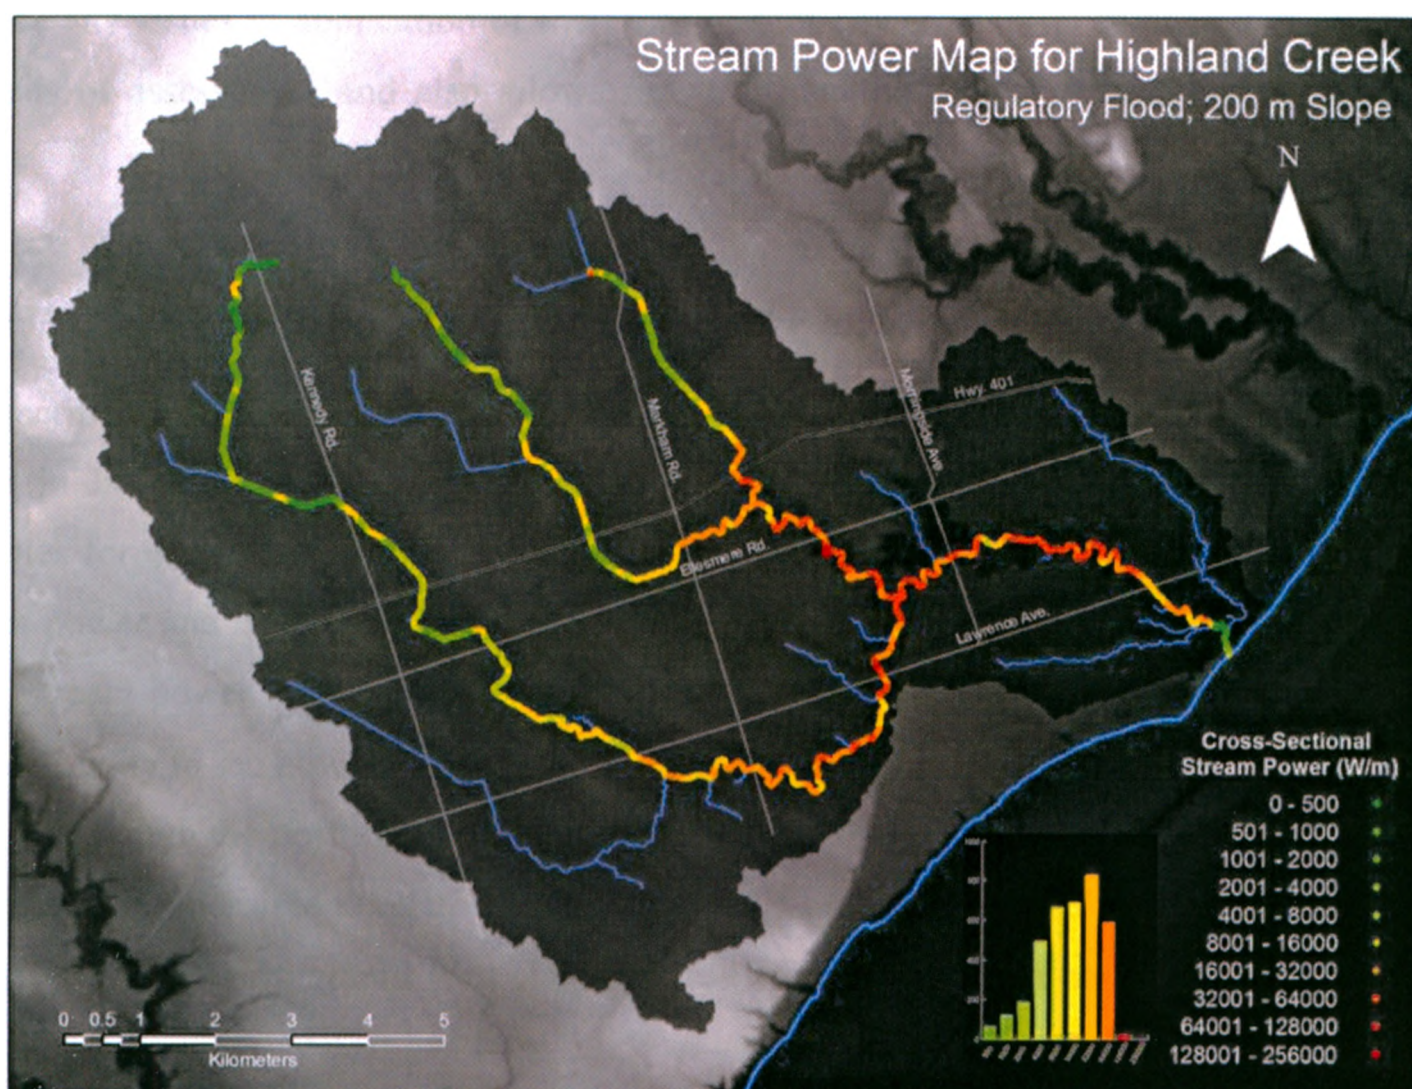 Stream Power Map for Highland Creek
Regulatory Flood; 200 m Slope
N
Hwy. 401
Morningside Ave.
Kennedy Rd.
Markham Rd.
Ellesmere Rd.
Lawrence Ave.
Cross-Sectional
Stream Power (W/m)
0 - 500
501 - 1000
1001 - 2000
2001 - 4000
4001 - 8000
8001 - 16000
16001 - 32000
32001 - 64000
64001 - 128000
128001 - 256000
0 0.5 1 2 3 4 5
Kilometers